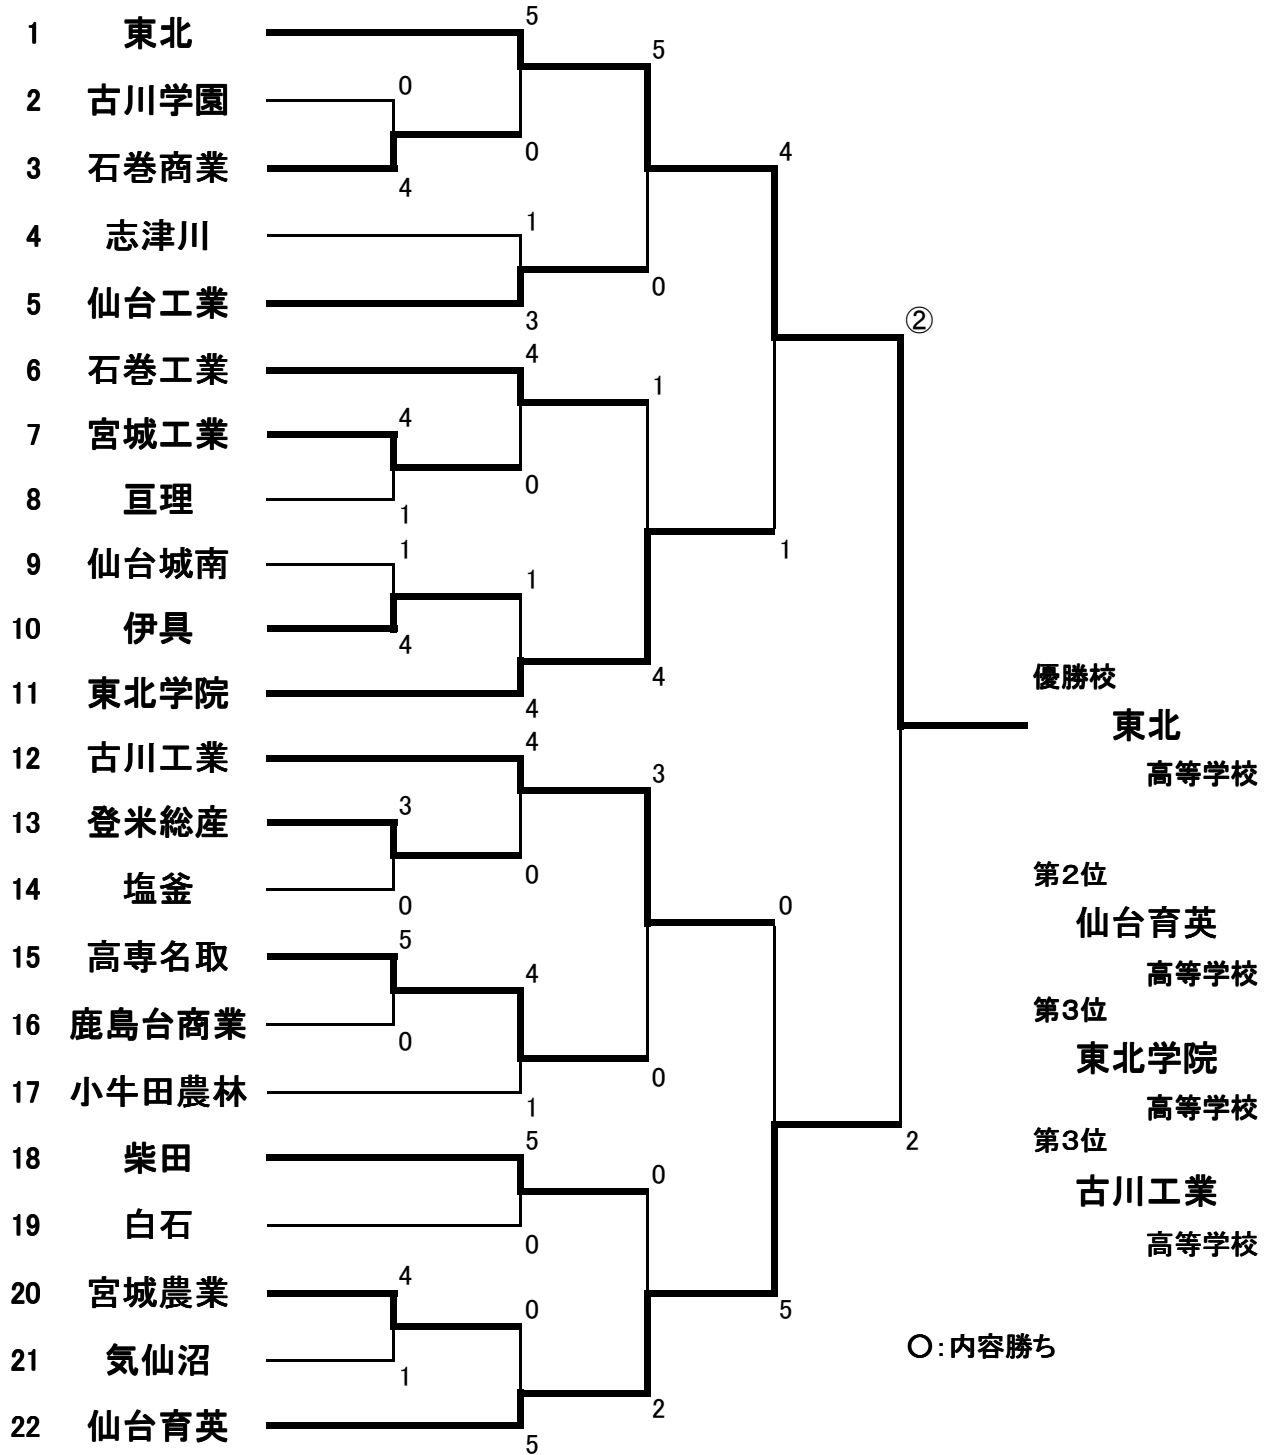 5
1 東北
5
2 古川学園 0
0
3 石巻商業
4
4
4 志津川 1
0
5 仙台工業
3
②
4
6 石巻工業
1
4
7 宮城工業
0
8 亘理
1
1
1
9 仙台城南
1
10 伊具
4
4
優勝校
11 東北学院
4
東北
4
12 古川工業
3
高等学校
3
13 登米総産
0
第2位
14 塩釜
0
0
仙台育英
5
15 高専名取
4
高等学校
第3位
16 鹿島台商業
0
東北学院
0
17 小牛田農林
1
高等学校
5
2
第3位
18 柴田
0
古川工業
19 白石
0
高等学校
4
20 宮城農業
0
5
○:内容勝ち
21 気仙沼
1
2
22 仙台育英
5